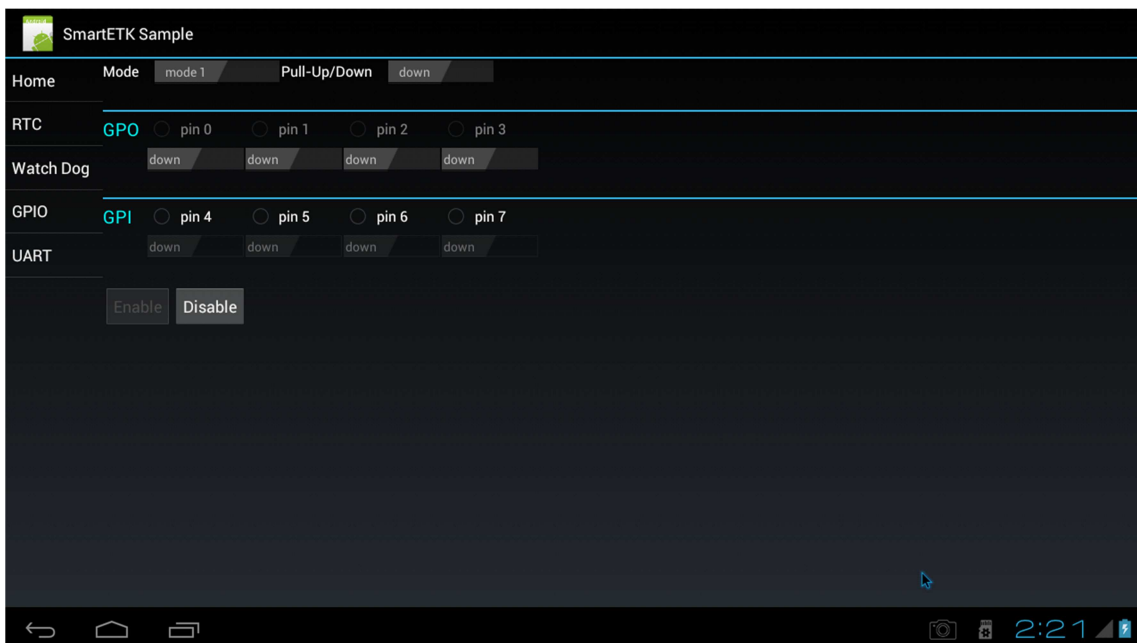 SmartETK Sample
Home
RTC
Watch Dog
GPIO
UART
Mode mode 1 Pull-Up/Down down
GPO pin 0 pin 1 pin 2 pin 3
down down down down
GPI pin 4 pin 5 pin 6 pin 7
down down down down
Enable Disable
2:21